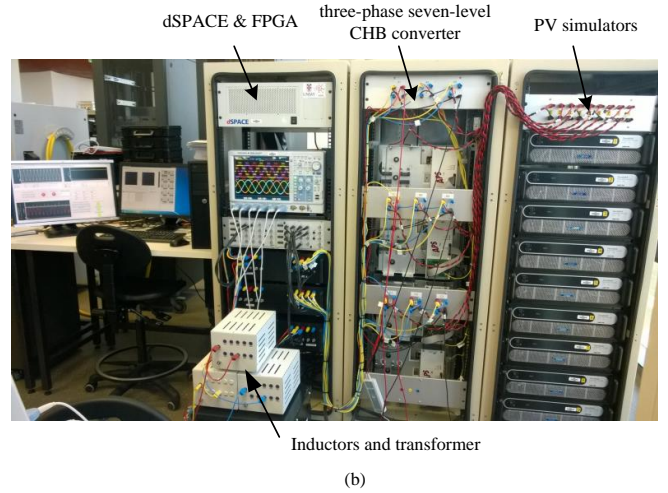 dSPACE & FPGA
three-phase seven-level
CHB converter
PV simulators
dSPACE
Inductors and transformer
(b)